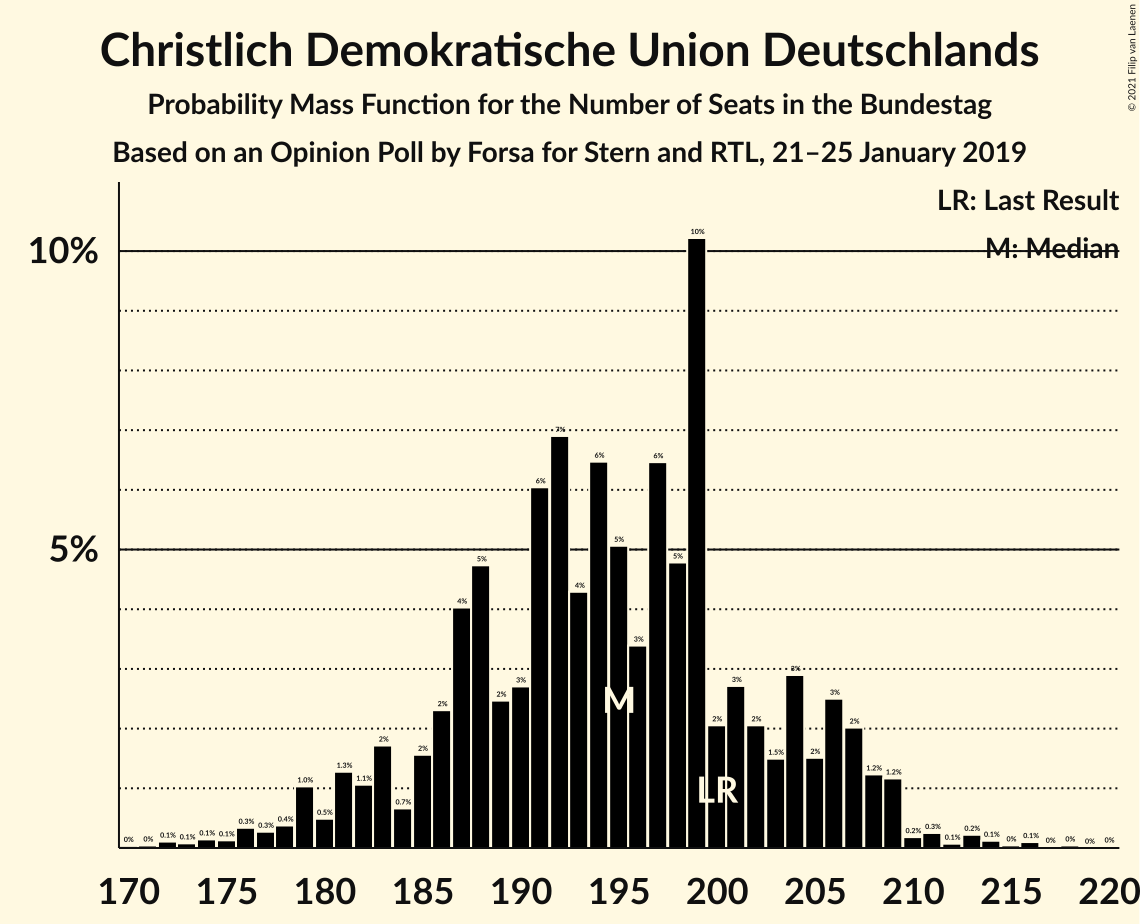 Christlich Demokratische Union Deutschlands
Probability Mass Function for the Number of Seats in the Bundestag
Based on an Opinion Poll by Forsa for Stern and RTL, 21–25 January 2019
© 2021 Filip van Laenen
LR: Last Result
M: Median
10%
5%
0% 0% 0.1% 0.1% 0.1% 0.1% 0.3% 0.3% 0.4% 1.0% 0.5% 1.3% 1.1% 2% 0.7% 2% 2% 4% 5% 2% 3% 6% 7% 4% 6% 5% 3% 6% 5% 10% 2% 3% 2% 1.5% 3% 2% 3% 2% 1.2% 1.2% 0.2% 0.3% 0.1% 0.2% 0.1% 0% 0.1% 0% 0% 0% 0%
M
LR
170 175 180 185 190 195 200 205 210 215 220